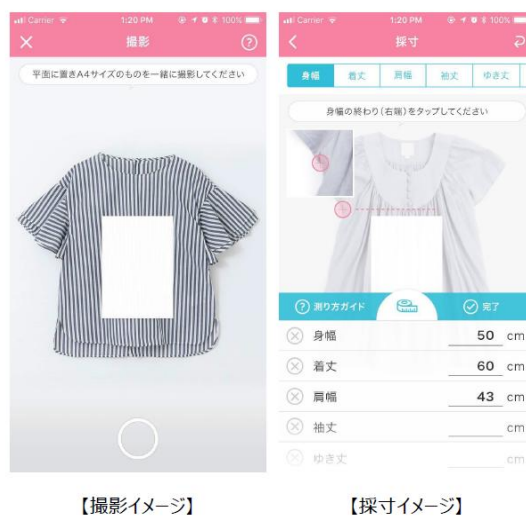 Carrier 1:20 PM 100%
撮影
平面に置きA4サイズのものを一緒に撮影してください
【撮影イメージ】
Carrier 1:20 PM 100%
採寸
身幅 着丈 肩幅 袖丈 ゆき丈
身幅の終わり(右端)をタップしてください
測り方ガイド 完了
身幅 50 cm
着丈 60 cm
肩幅 43 cm
袖丈 cm
ゆき丈 cm
【採寸イメージ】